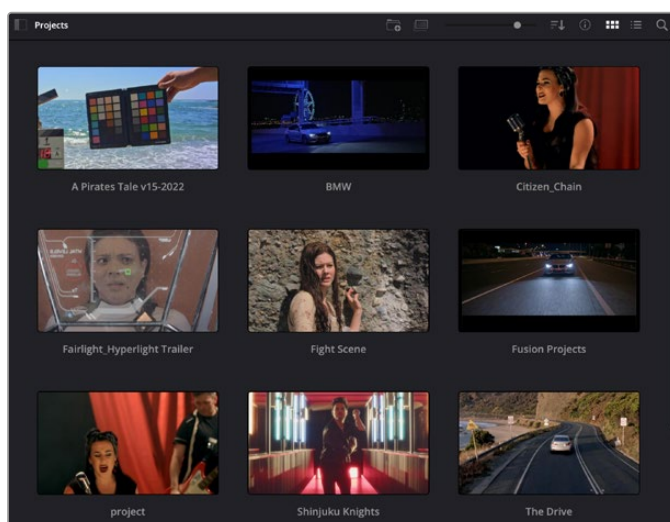 Projects
A Pirates Tale v15-2022
BMW
Citizen_Chain
Fairlight_Hyperlight Trailer
Fight Scene
Fusion Projects
project
Shinjuku Knights
The Drive